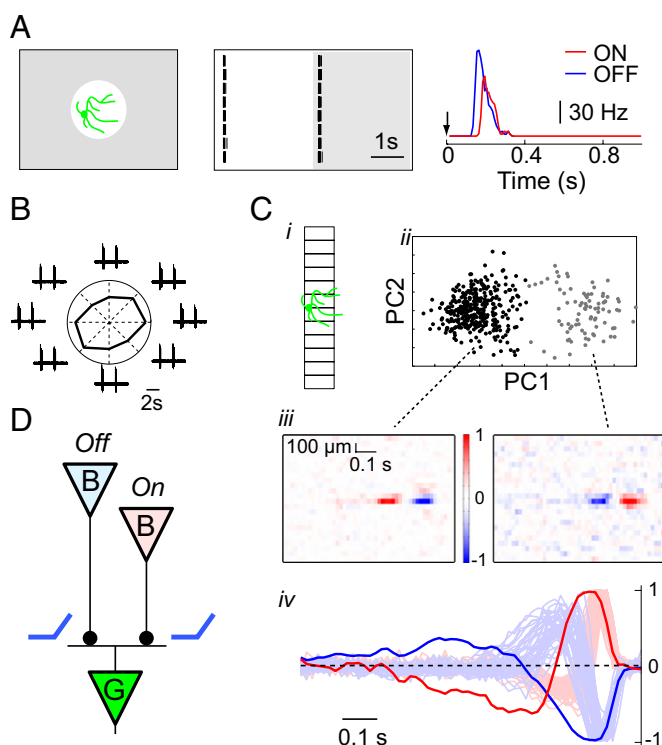 A
1s
ON
OFF
30 Hz
0
0.4
0.8
Time (s)
B
2s
C
i
ii
PC2
PC1
iii
100 µm
0.1 s
1
0
-1
D
Off
On
B
B
G
iv
1
0
-1
0.1 s